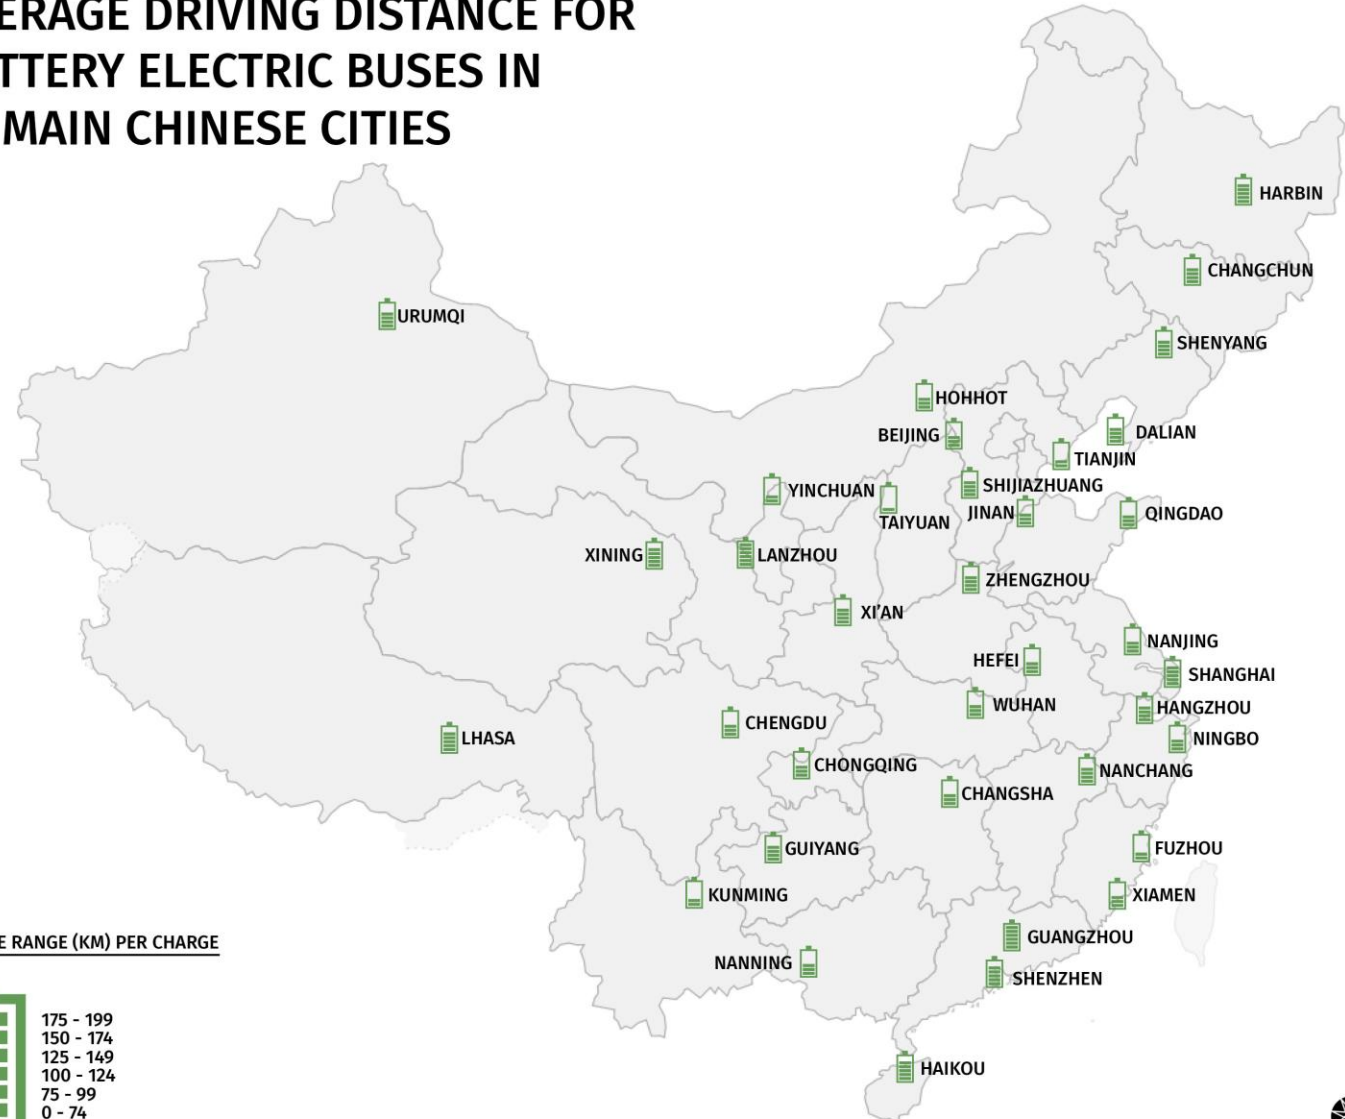 ERAGE DRIVING DISTANCE FOR
TTERY ELECTRIC BUSES IN
MAIN CHINESE CITIES
HARBIN
CHANGCHUN
URUMQI
SHENYANG
HOHHOT
BEIJING
DALIAN
TIANJIN
YINCHUAN
SHIJIAZHUANG
TAIYUAN
JINAN
QINGDAO
XINING
LANZHOU
ZHENGZHOU
XI'AN
NANJING
HEFEI
SHANGHAI
WUHAN
HANGZHOU
CHENGDU
LHASA
NINGBO
CHONGQING
NANCHANG
CHANGSHA
GUIYANG
FUZHOU
KUNMING
XIAMEN
GUANGZHOU
E RANGE (KM) PER CHARGE
NANNING
SHENZHEN
HAIKOU
175 - 199
150 - 174
125 - 149
100 - 124
75 - 99
0 - 74